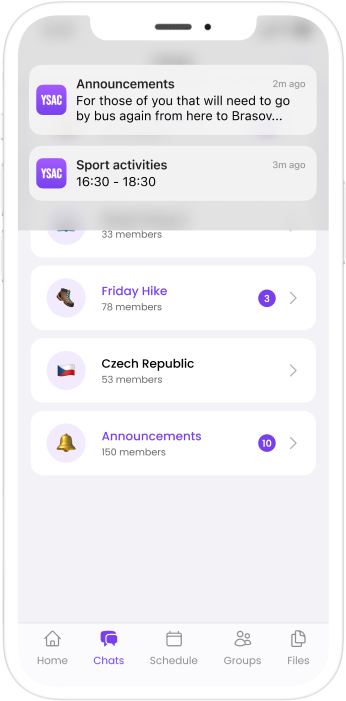 Announcements
2m ago
YSAC
For those of you that will need to go
by bus again from here to Brasov...
Sport activities
3m ago
YSAC
16:30 - 18:30
33 members
Friday Hike
78 members
3
Czech Republic
53 members
Announcements
150 members
10
Home
Chats
Schedule
Groups
Files